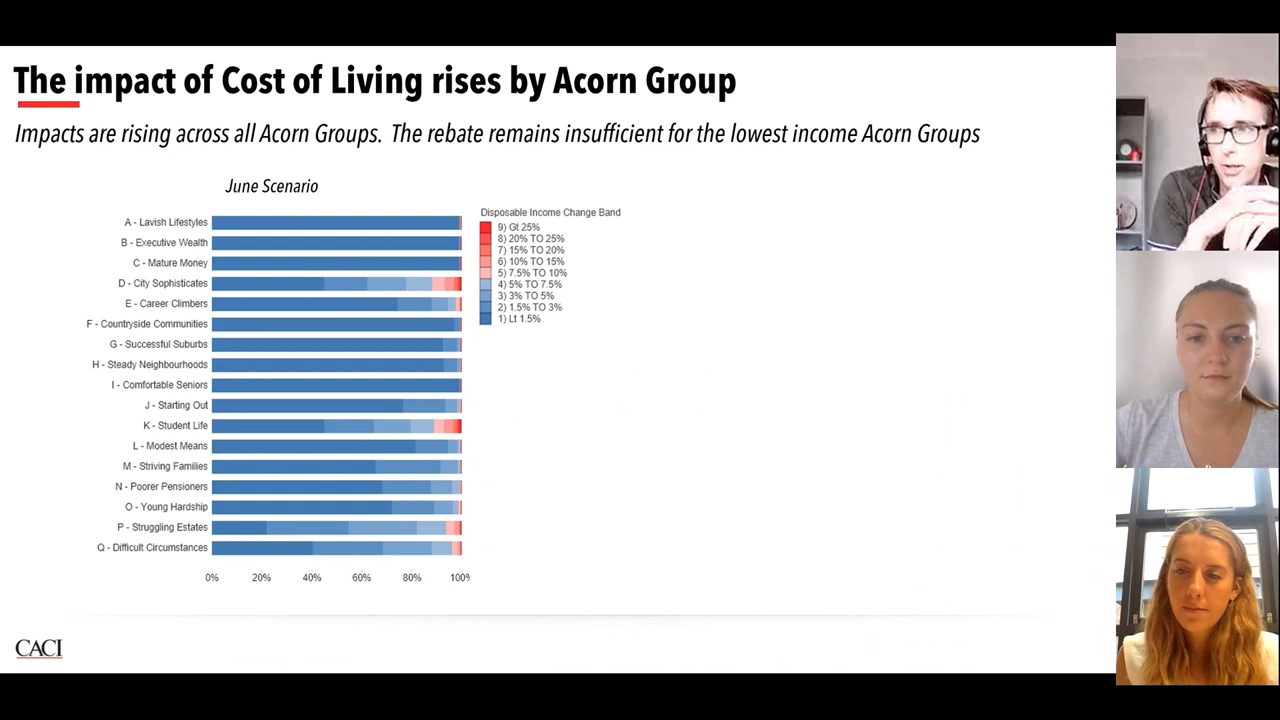 The impact of Cost of Living rises by Acorn Group
Impacts are rising across all Acorn Groups. The rebate remains insufficient for the lowest income Acorn Groups
June Scenario
A - Lavish Lifestyles
B - Executive Wealth
C - Mature Money
D - City Sophisticates
E - Career Climbers
F - Countryside Communities
G - Successful Suburbs
H - Steady Neighbourhoods
I - Comfortable Seniors
J - Starting Out
K - Student Life
L - Modest Means
M - Striving Families
N - Poorer Pensioners
O - Young Hardship
P - Struggling Estates
Q - Difficult Circumstances
0% 20% 40% 60% 80% 100%
Disposable Income Change Band
9) Gt 25%
8) 20% TO 25%
7) 15% TO 20%
6) 10% TO 15%
5) 7.5% TO 10%
4) 5% TO 7.5%
3) 3% TO 5%
2) 1.5% TO 3%
1) Lt 1.5%
CACI